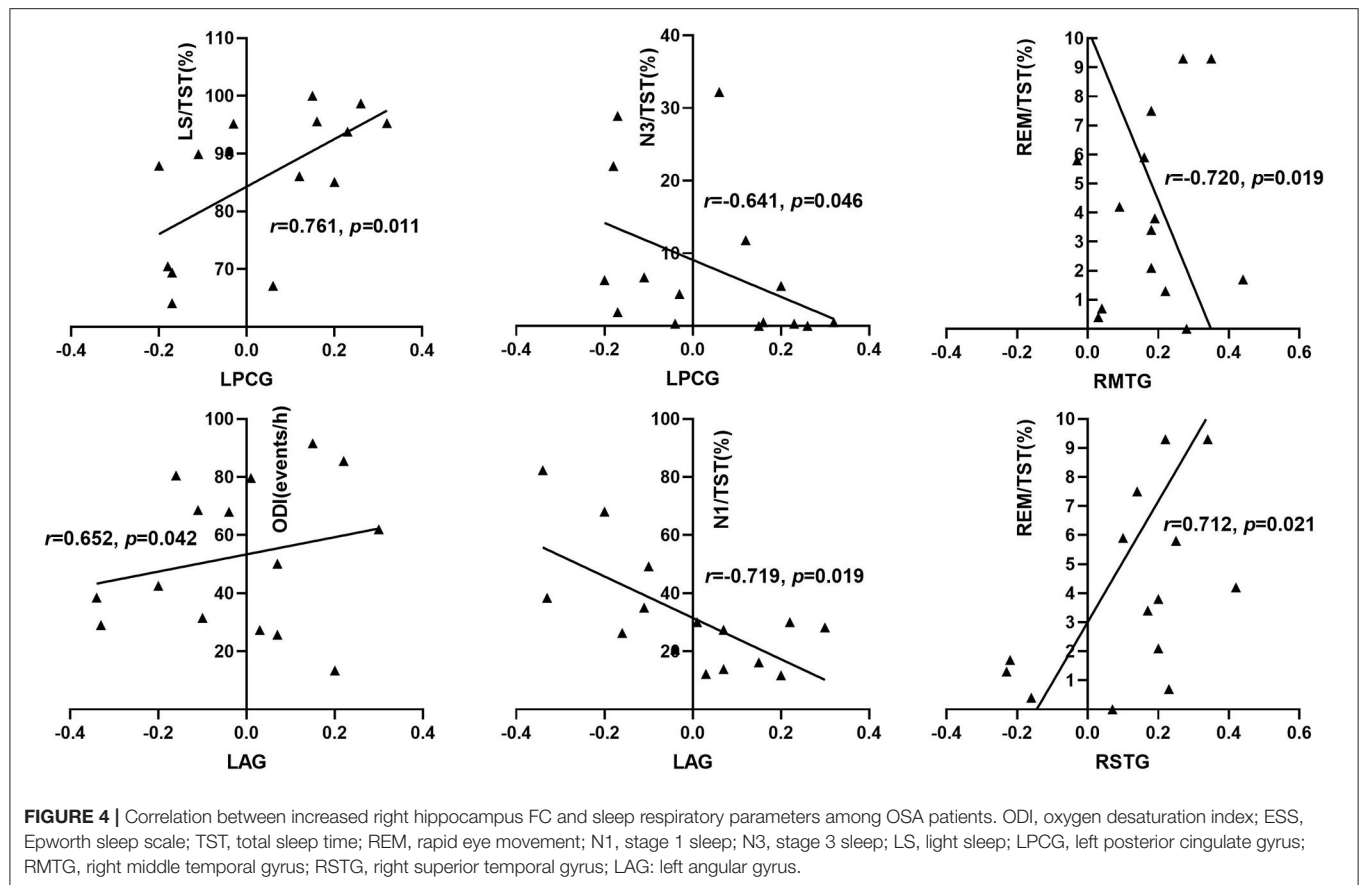 LS/TST(%)
110
100
90
80
70
-0.4 -0.2 0.0 0.2 0.4
LPCG
r=0.761, p=0.011
N3/TST(%)
40
30
20
10
-0.4 -0.2 0.0 0.2 0.4
LPCG
r=-0.641, p=0.046
REM/TST(%)
10
9
8
7
6
5
4
3
2
1
-0.4 -0.2 0.0 0.2 0.4 0.6
RMTG
r=-0.720, p=0.019
ODI(events/h)
100
80
60
40
20
-0.4 -0.2 0.0 0.2 0.4
LAG
r=0.652, p=0.042
N1/TST(%)
100
80
60
40
20
-0.4 -0.2 0.0 0.2 0.4
LAG
r=-0.719, p=0.019
REM/TST(%)
10
9
8
7
6
5
4
3
2
1
-0.4 -0.2 0.0 0.2 0.4 0.6
RSTG
r=0.712, p=0.021
FIGURE 4 | Correlation between increased right hippocampus FC and sleep respiratory parameters among OSA patients. ODI, oxygen desaturation index; ESS,
Epworth sleep scale; TST, total sleep time; REM, rapid eye movement; N1, stage 1 sleep; N3, stage 3 sleep; LS, light sleep; LPCG, left posterior cingulate gyrus;
RMTG, right middle temporal gyrus; RSTG, right superior temporal gyrus; LAG: left angular gyrus.